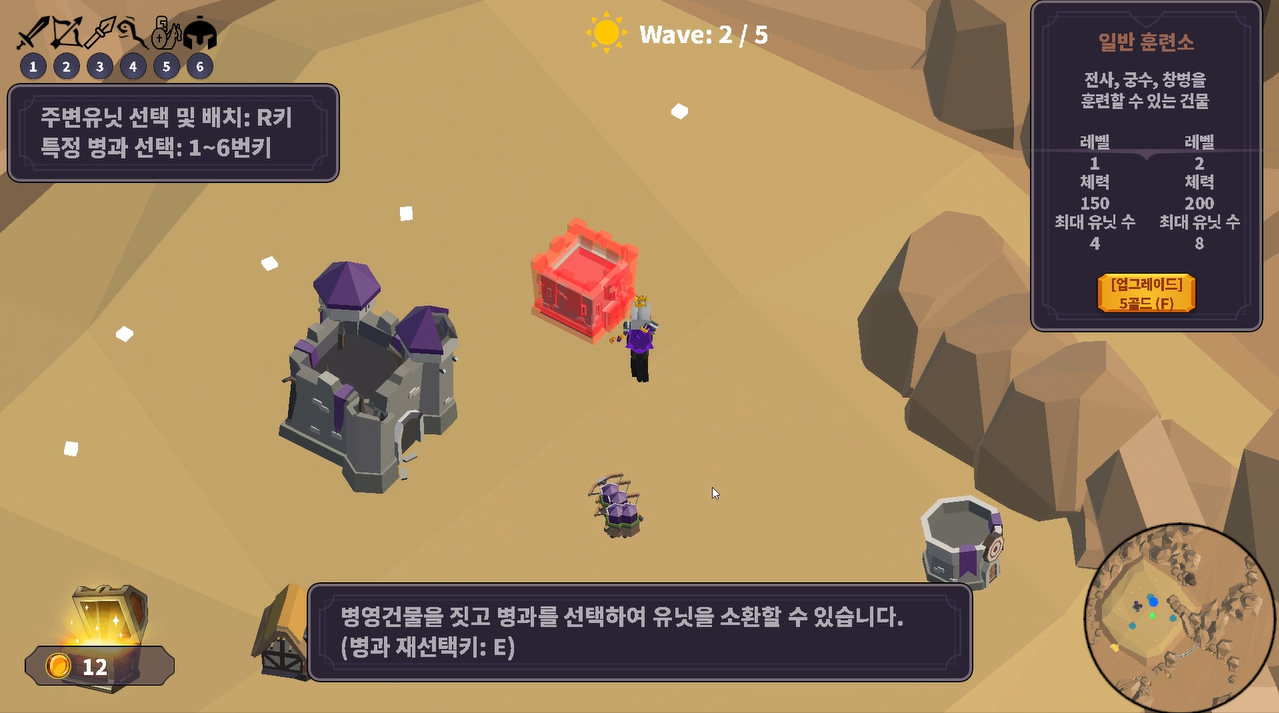 1 2 3 4 5 6
주변유닛 선택 및 배치: R키
특정 병과 선택: 1~6번키
Wave: 2 / 5
일반 훈련소
전사, 궁수, 창병을
훈련할 수 있는 건물
레벨 레벨
1 2
체력 체력
150 200
최대 유닛 수 최대 유닛 수
4 8
[업그레이드]
5골드 (F)
병영건물을 짓고 병과를 선택하여 유닛을 소환할 수 있습니다.
(병과 재선택키: E)
12